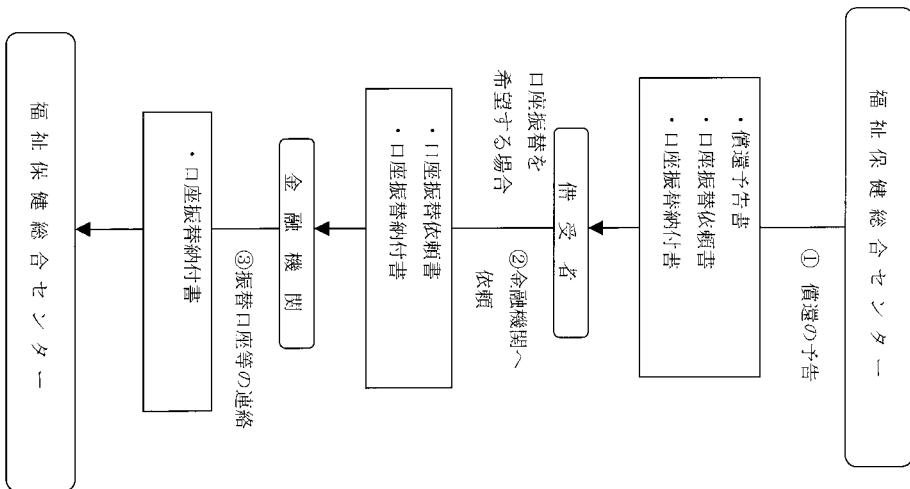 福祉保健総合センター
① 償還の予告
・償還予告書
・口座振替依頼書
・口座振替納付書
借受者
口座振替を
希望する場合
②金融機関へ
依頼
・口座振替依頼書
・口座振替納付書
金融機関
③振替口座等の連絡
・口座振替納付書
福祉保健総合センター